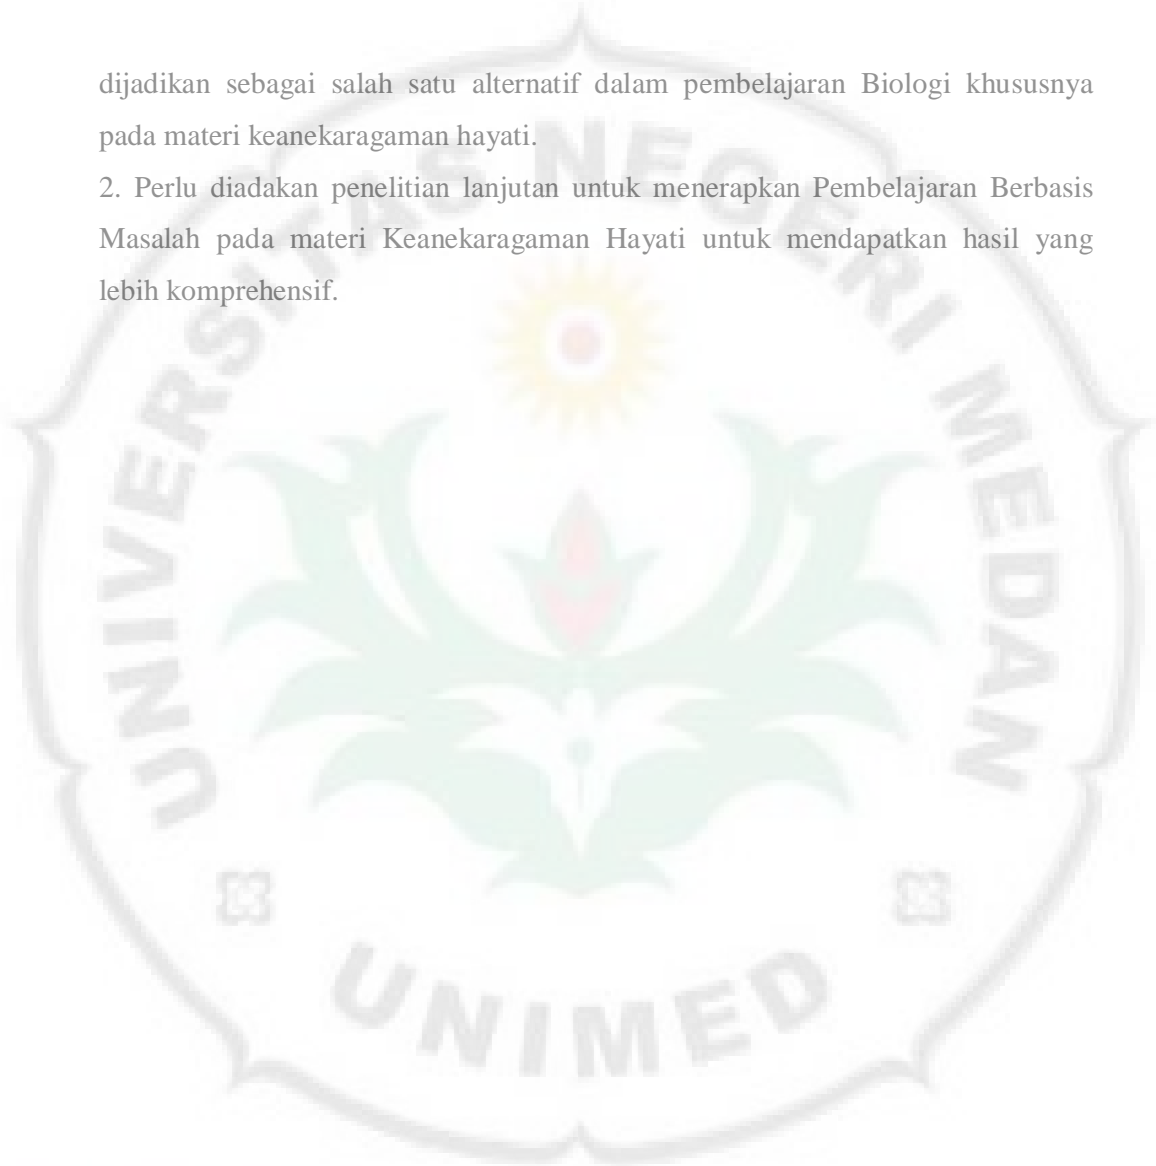 dijadikan sebagai salah satu alternatif dalam pembelajaran Biologi khususnya
pada materi keanekaragaman hayati.
2. Perlu diadakan penelitian lanjutan untuk menerapkan Pembelajaran Berbasis
Masalah pada materi Keanekaragaman Hayati untuk mendapatkan hasil yang
lebih komprehensif.
UNIVERSITAS NEGERI MEDAN
UNIMED